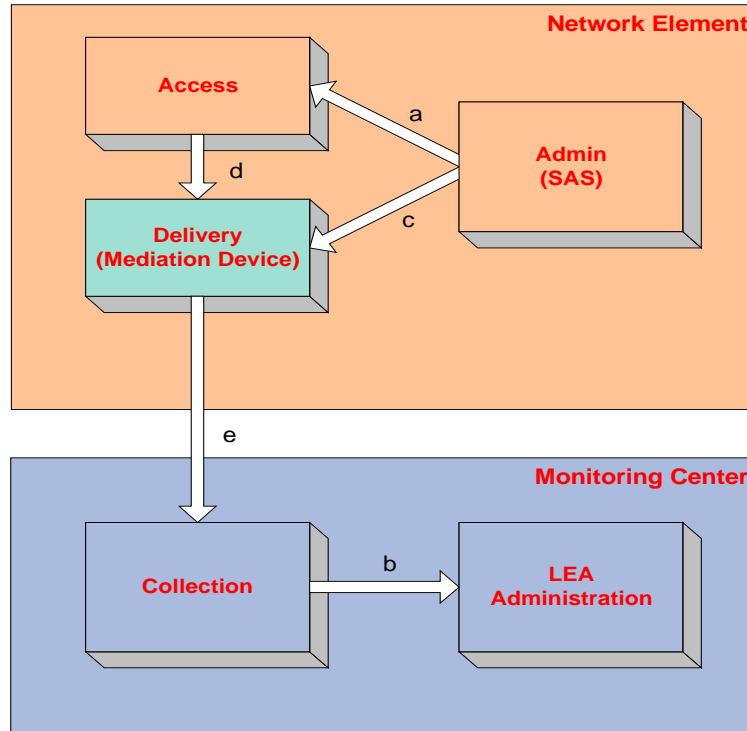 Network Element
Access
a
Admin
(SAS)
d
c
Delivery
(Mediation Device)
e
Monitoring Center
Collection
b
LEA
Administration